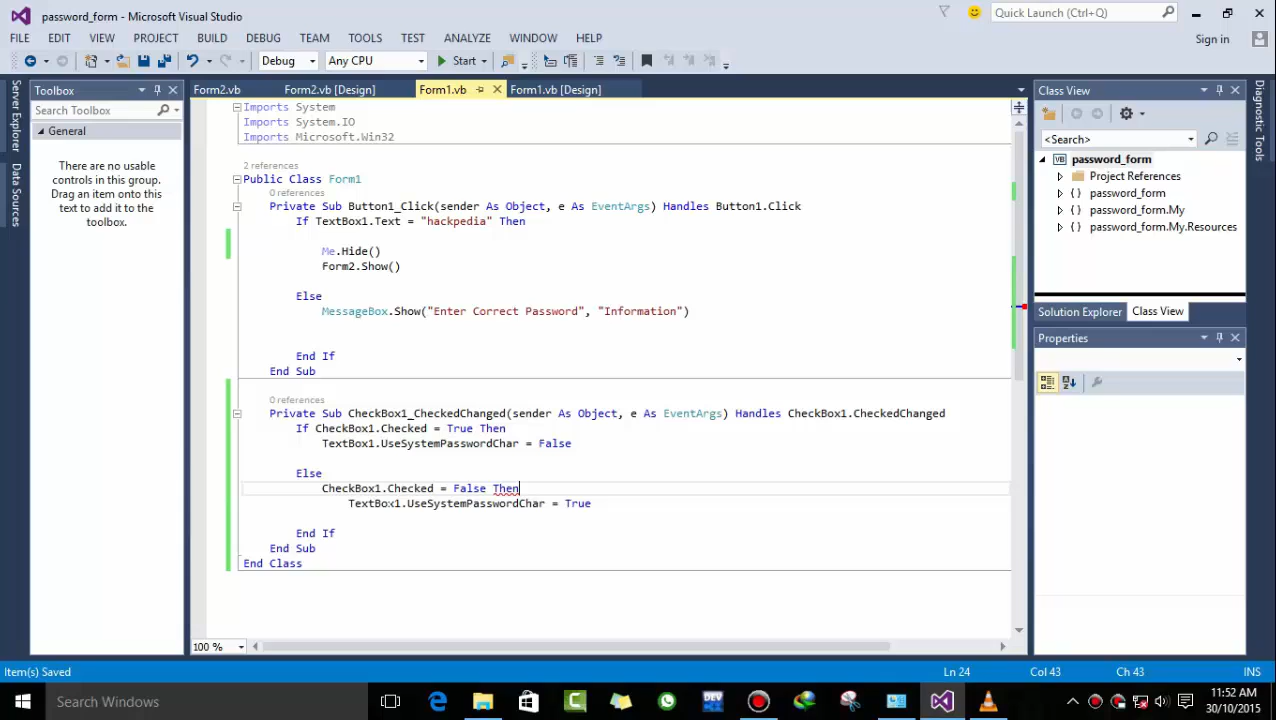 password_form - Microsoft Visual Studio
Quick Launch (Ctrl+Q)
FILE EDIT VIEW PROJECT BUILD DEBUG TEAM TOOLS TEST ANALYZE WINDOW HELP
Sign in
Debug Any CPU Start
Server Explorer
Data Sources
Toolbox
Search Toolbox
General
There are no usable
controls in this group.
Drag an item onto this
text to add it to the
toolbox.
Form2.vb Form2.vb [Design] Form1.vb Form1.vb [Design]
Imports System
Imports System.IO
Imports Microsoft.Win32
2 references
Public Class Form1
0 references
Private Sub Button1_Click(sender As Object, e As EventArgs) Handles Button1.Click
If TextBox1.Text = "hackpedia" Then
Me.Hide()
Form2.Show()
Else
MessageBox.Show("Enter Correct Password", "Information")
End If
End Sub
0 references
Private Sub CheckBox1_CheckedChanged(sender As Object, e As EventArgs) Handles CheckBox1.CheckedChanged
If CheckBox1.Checked = True Then
TextBox1.UseSystemPasswordChar = False
Else
CheckBox1.Checked = False Then
TextBox1.UseSystemPasswordChar = True
End If
End Sub
End Class
100 %
Class View
<Search>
password_form
Project References
password_form
password_form.My
password_form.My.Resources
Solution Explorer Class View
Properties
Diagnostic Tools
Item(s) Saved Ln 24 Col 43 Ch 43 INS
Search Windows
DEV
11:52 AM
30/10/2015